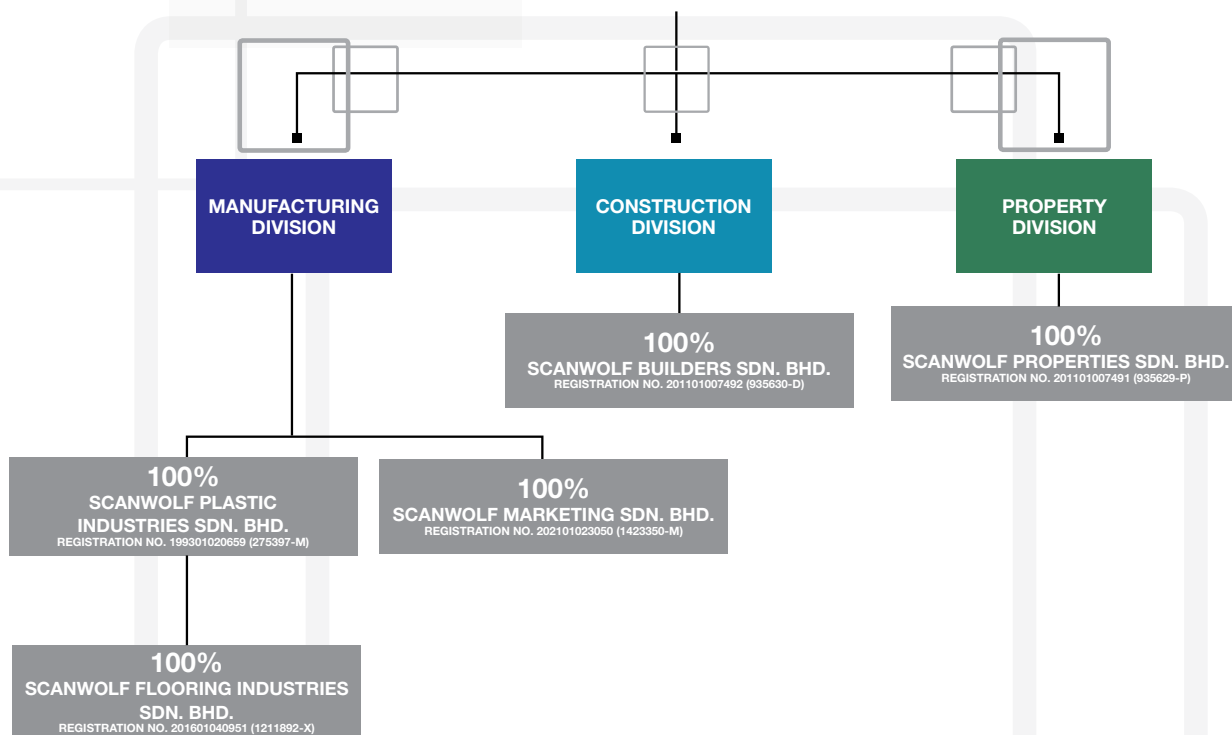 MANUFACTURING
DIVISION
CONSTRUCTION
DIVISION
PROPERTY
DIVISION
100%
SCANWOLF BUILDERS SDN. BHD.
REGISTRATION NO. 201101007492 (935630-D)
100%
SCANWOLF PROPERTIES SDN. BHD.
REGISTRATION NO. 201101007491 (935629-P)
100%
SCANWOLF PLASTIC
INDUSTRIES SDN. BHD.
REGISTRATION NO. 199301020659 (275397-M)
100%
SCANWOLF MARKETING SDN. BHD.
REGISTRATION NO. 202101023050 (1423350-M)
100%
SCANWOLF FLOORING INDUSTRIES
SDN. BHD.
REGISTRATION NO. 201601040951 (1211892-X)